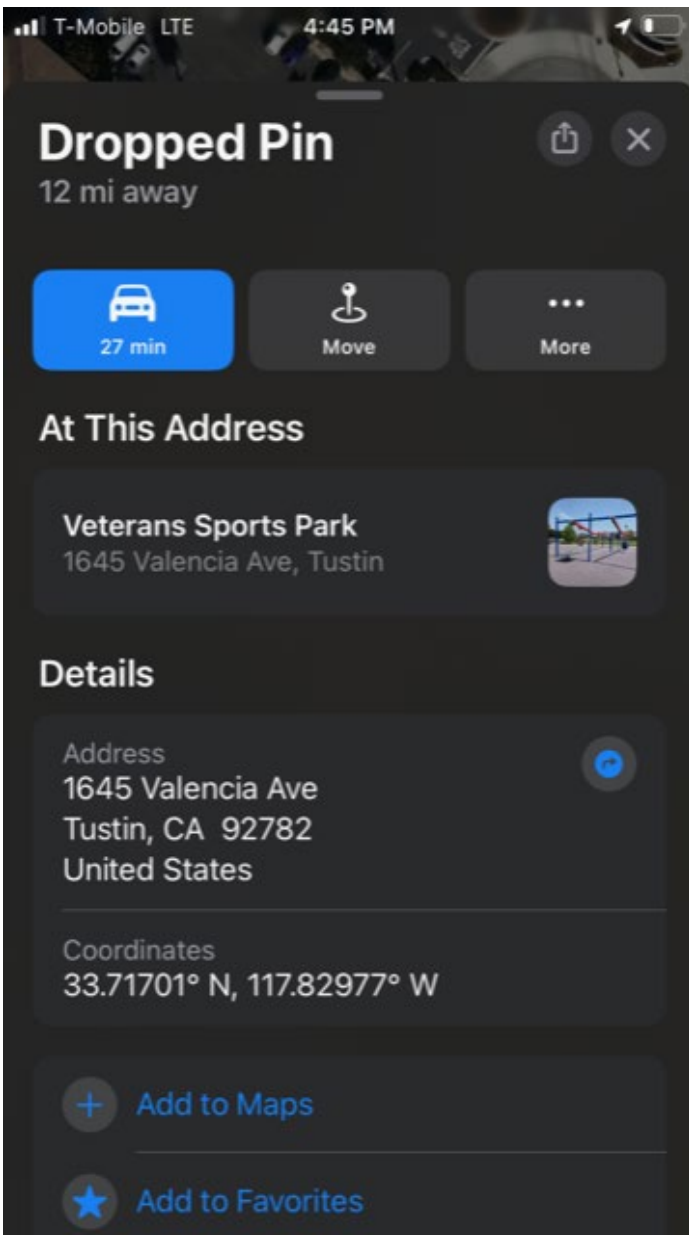 T-Mobile LTE 4:45 PM
Dropped Pin
12 mi away
27 min
Move
More
At This Address
Veterans Sports Park
1645 Valencia Ave, Tustin
Details
Address
1645 Valencia Ave
Tustin, CA 92782
United States
Coordinates
33.71701° N, 117.82977° W
Add to Maps
Add to Favorites